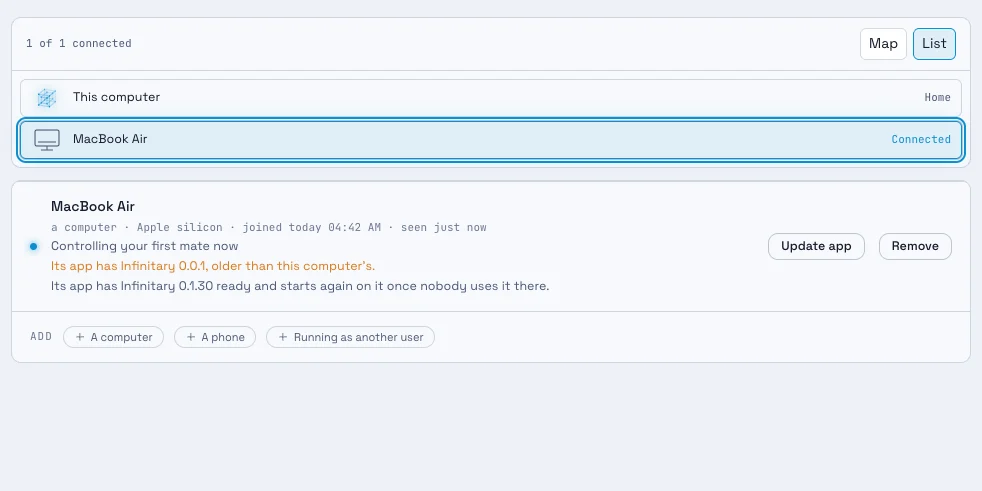 1 of 1 connected
Map
List
This computer
Home
MacBook Air
Connected
MacBook Air
a computer · Apple silicon · joined today 04:42 AM · seen just now
Controlling your first mate now
Its app has Infinitary 0.0.1, older than this computer's.
Its app has Infinitary 0.1.30 ready and starts again on it once nobody uses it there.
Update app
Remove
ADD
+ A computer
+ A phone
+ Running as another user